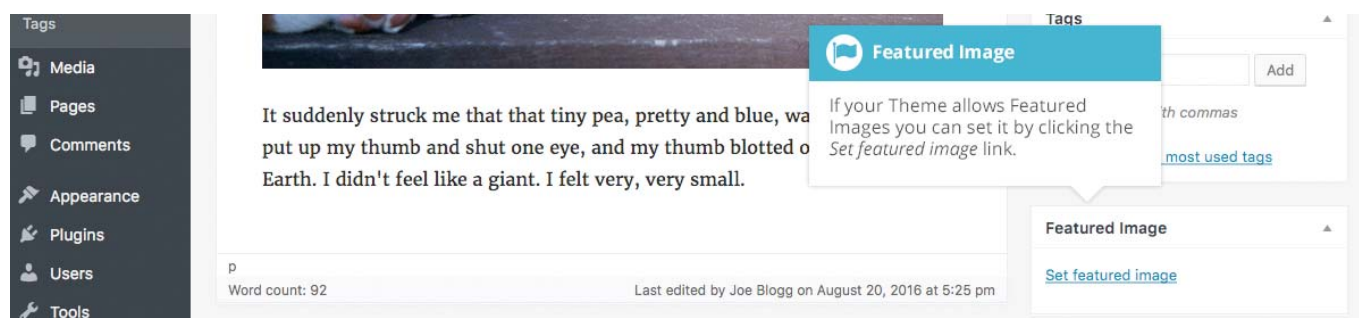 Tags
Media
Pages
Comments
Appearance
Plugins
Users
Tools
It suddenly struck me that that tiny pea, pretty and blue, wa
put up my thumb and shut one eye, and my thumb blotted o
Earth. I didn't feel like a giant. I felt very, very small.
p
Word count: 92
Last edited by Joe Blogg on August 20, 2016 at 5:25 pm
Featured Image
If your Theme allows Featured
Images you can set it by clicking the
Set featured image link.
Tags
Add
th commas
most used tags
Featured Image
Set featured image